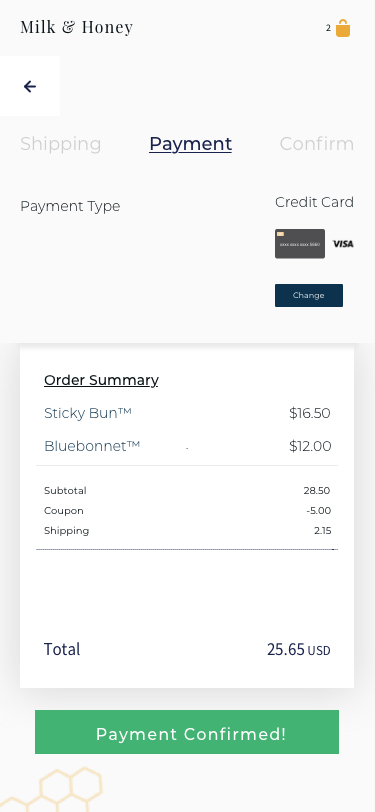 Milk & Honey
2
Shipping Payment Confirm
Payment Type
Credit Card
xxxx xxxx xxxx 5660
VISA
Change
Order Summary
Sticky Bun™ $16.50
Bluebonnet™ $12.00
Subtotal 28.50
Coupon -5.00
Shipping 2.15
Total 25.65 USD
Payment Confirmed!